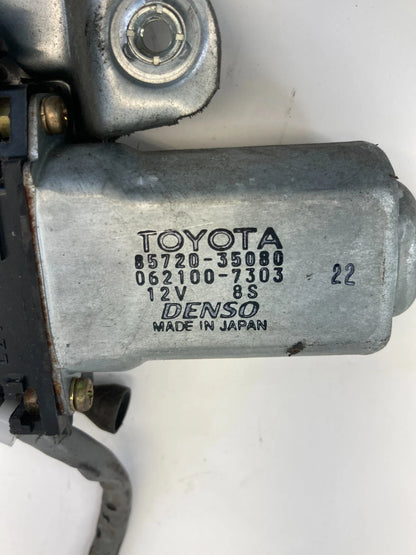 TOYOTA
85720-35080
062100-7303
22
12V 8S
DENSO
MADE IN JAPAN